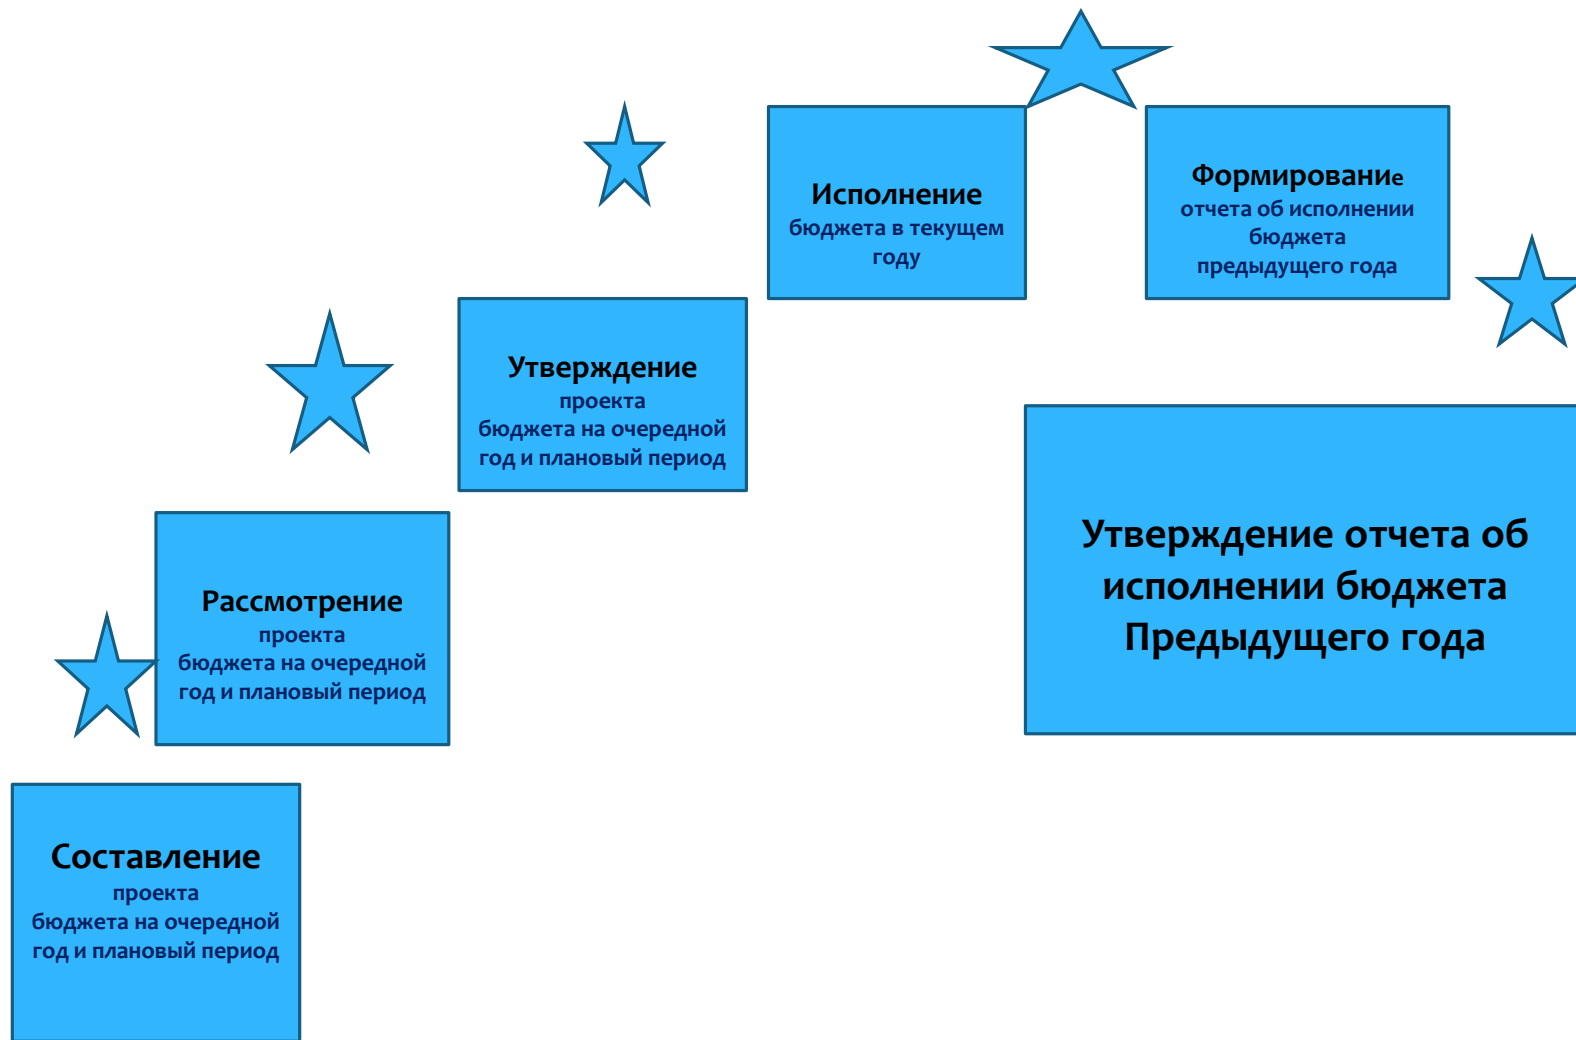 Составление
проекта
бюджета на очередной
год и плановый период
Рассмотрение
проекта
бюджета на очередной
год и плановый период
Утверждение
проекта
бюджета на очередной
год и плановый период
Исполнение
бюджета в текущем
году
Формирование
отчета об исполнении
бюджета
предыдущего года
Утверждение отчета об
исполнении бюджета
Предыдущего года